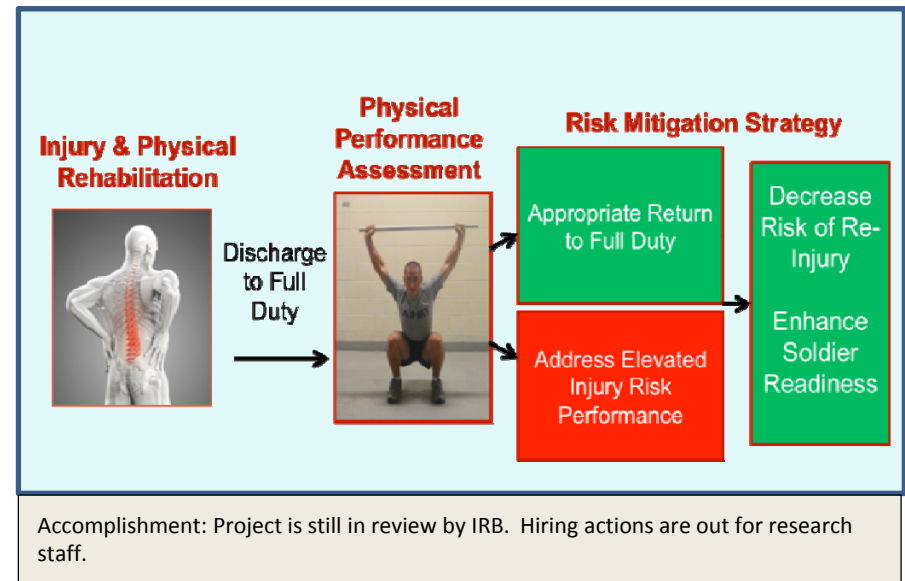 Injury & Physical
Rehabilitation
Discharge
to Full
Duty
Physical
Performance
Assessment
ARMY
Risk Mitigation Strategy
Appropriate Return
to Full Duty
Address Elevated
Injury Risk
Performance
Decrease
Risk of Re-
Injury
Enhance
Soldier
Readiness
Accomplishment: Project is still in review by IRB.  Hiring actions are out for research
staff.